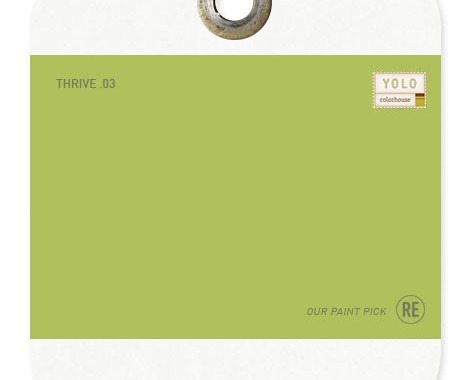 THRIVE .03
YOLO
colorhouse
OUR PAINT PICK
RE